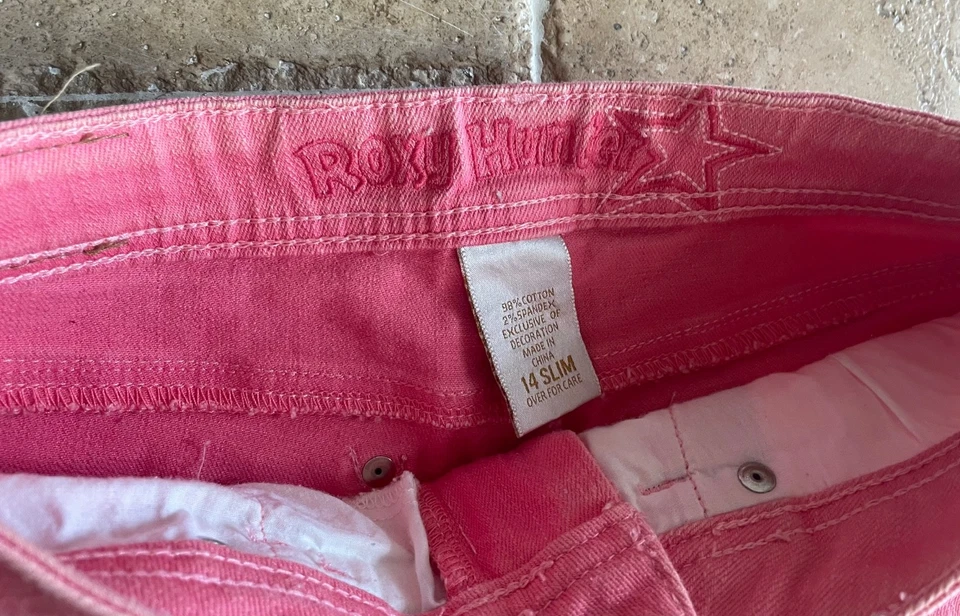 Roxy Hunter
98% COTTON
2% SPANDEX
EXCLUSIVE OF
DECORATION
MADE IN
CHINA
14 SLIM
OVER FOR CARE